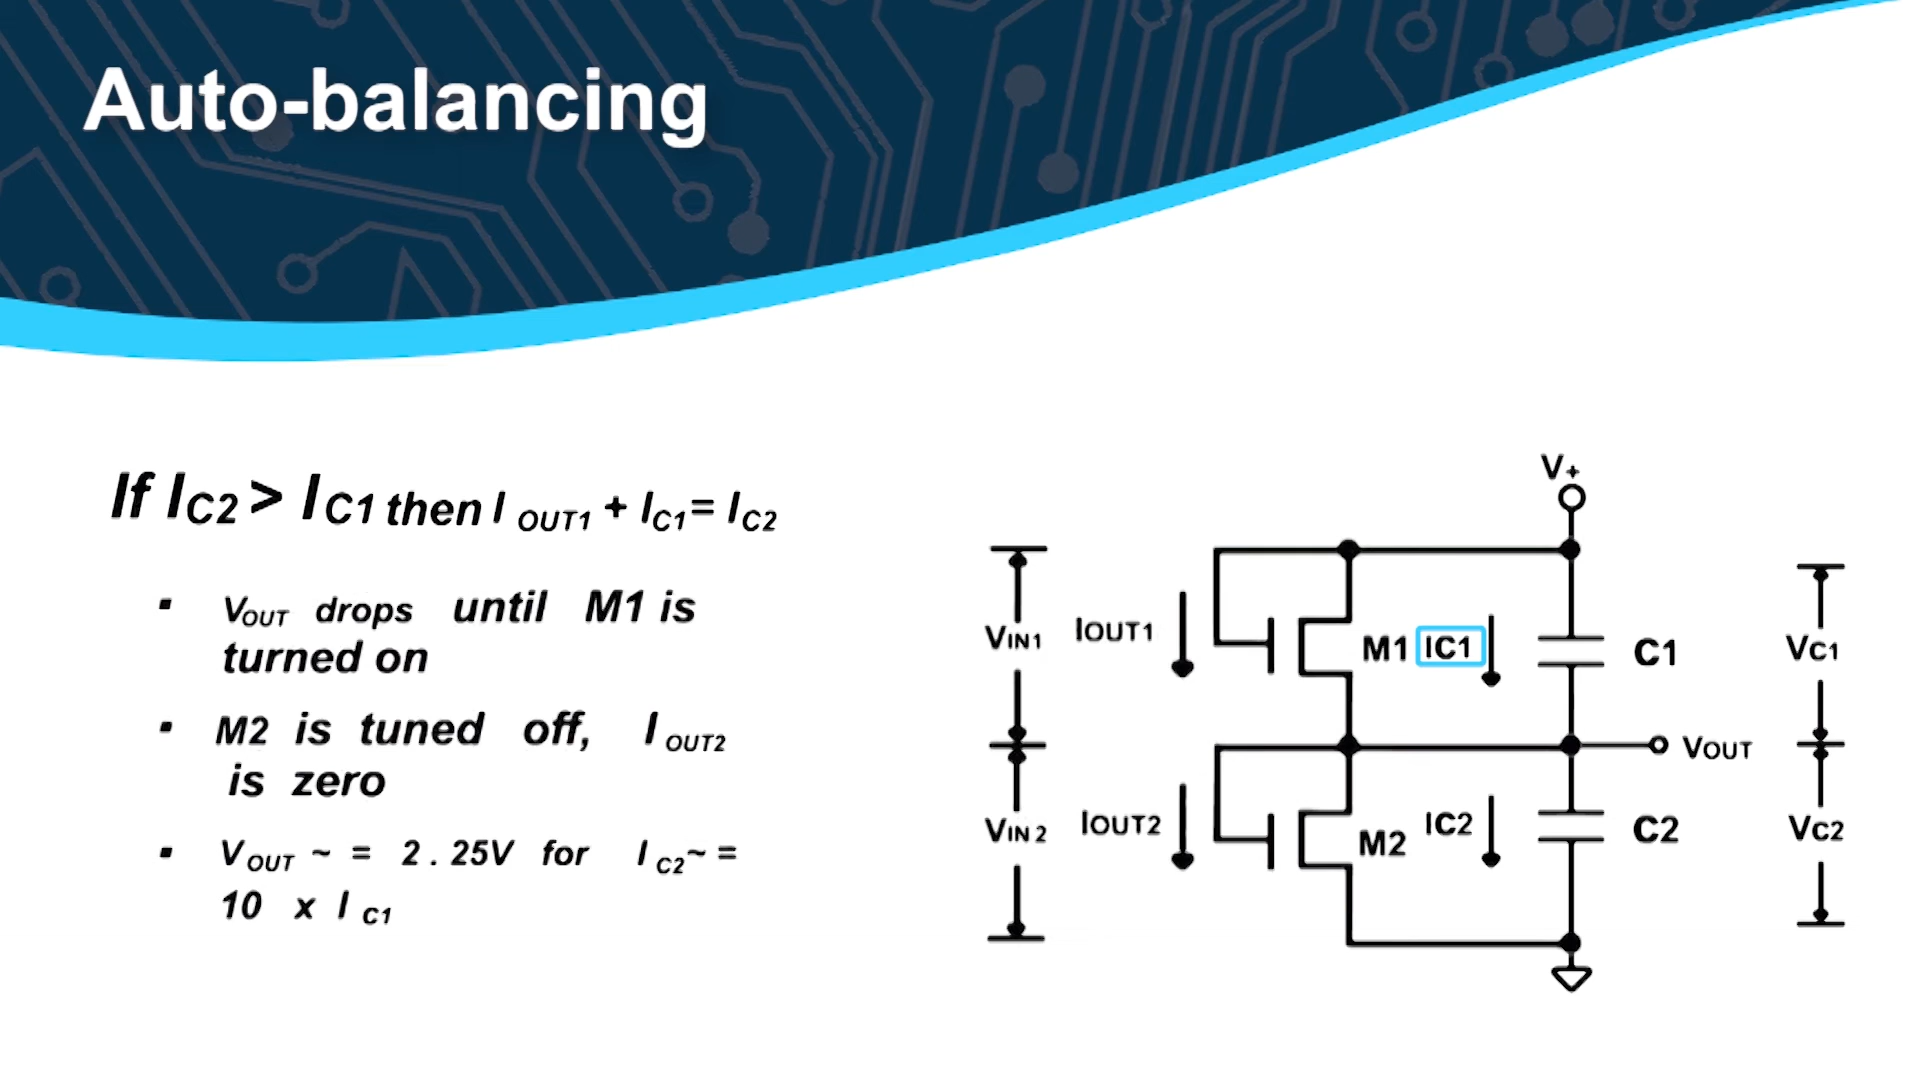 Auto-balancing
If IC2 > IC1 then I OUT1 + IC1 = IC2
▪ VOUT drops until M1 is
turned on
▪ M2 is tuned off, I OUT2
is zero
▪ VOUT ~ = 2 . 25V for I C2 ~ =
10 x I C1
V+
VIN1
IOUT1
M1
IC1
C1
VC1
VOUT
VIN 2
IOUT2
M2
IC2
C2
VC2